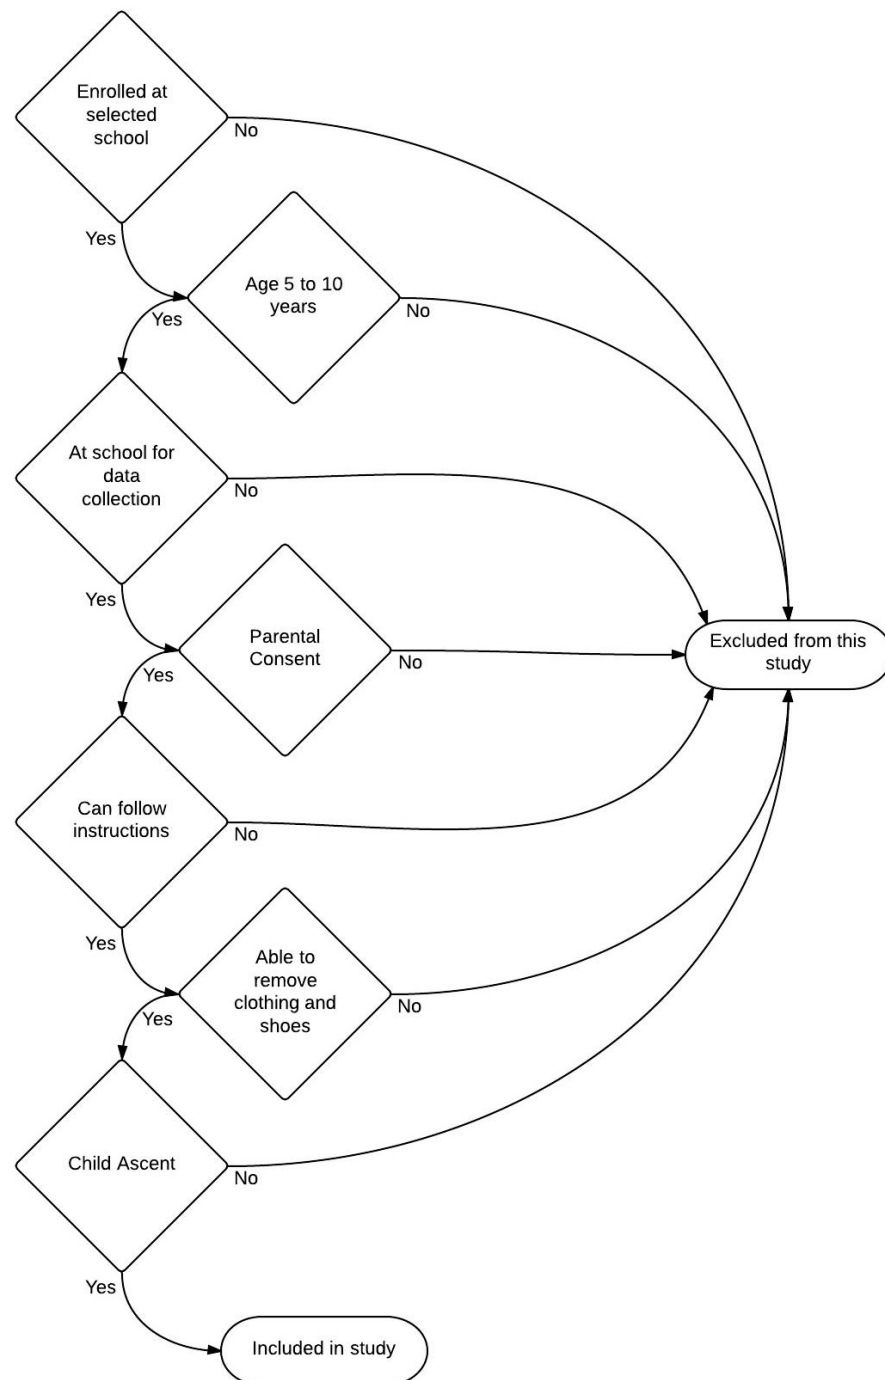 Enrolled at
selected
school
No
Yes
Age 5 to 10
years
No
Yes
At school for
data
collection
No
Yes
Parental
Consent
No
Yes
Excluded from this
study
Can follow
instructions
No
Yes
Able to
remove
clothing and
shoes
No
Yes
Child Ascent
No
Yes
Included in study